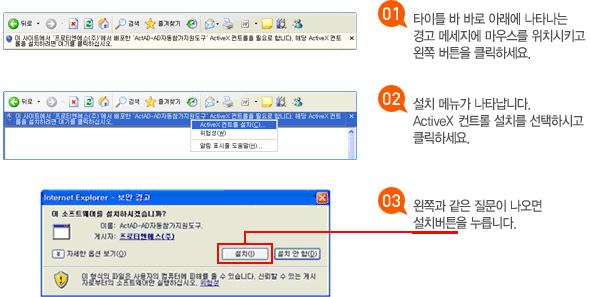 뒤로
검색
즐겨찾기
이 사이트에서 '프로티엔에스(주)'에서 배포한 'ActAD-AD자동참가지원도구' ActiveX 컨트롤을 필요로 합니다. 해당 ActiveX 컨트
롤을 설치하려면 여기를 클릭하십시오.
01
타이틀 바 바로 아래에 나타나는
경고 메세지에 마우스를 위치시키고
왼쪽 버튼을 클릭하세요.
뒤로
검색
즐겨찾기
이 사이트에서 '프로티엔에스(주)'에서 배포한 'ActAD-AD자동참가지원도구' ActiveX 컨트롤을 필요로 합니다. 해당 ActiveX 컨트
롤을 설치하려면 여기를 클릭하십시오.
ActiveX 컨트롤 설치(C)...
위험성(W)
알림 표시줄 도움말(H)...
02
설치 메뉴가 나타납니다.
ActiveX 컨트롤 설치를 선택하시고
클릭하세요.
Internet Explorer - 보안 경고
이 소프트웨어를 설치하시겠습니까?
이름: ActAD-AD자동참가지원도구.
게시자: 프로티엔에스(주)
자세한 옵션 보기(O)
설치(I)
설치 안 함(D)
이 형식의 파일은 사용자의 컴퓨터에 피해를 줄 수 있습니다. 신뢰할 수 있는 게시
자로부터의 소프트웨어만 실행하십시오. 위험성
03
왼쪽과 같은 질문이 나오면
설치버튼을 누릅니다.